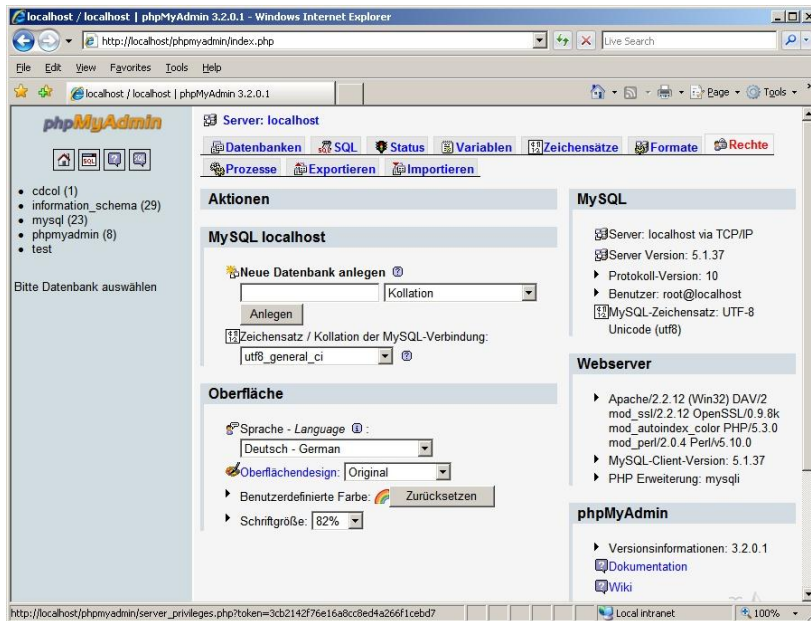 localhost / localhost | phpMyAdmin 3.2.0.1 - Windows Internet Explorer
http://localhost/phpmyadmin/index.php
Live Search
File Edit View Favorites Tools Help
localhost / localhost | phpMyAdmin 3.2.0.1
Page Tools
phpMyAdmin
SQL
cdcol (1)
information_schema (29)
mysql (23)
phpmyadmin (8)
test
Bitte Datenbank auswählen
Server: localhost
Datenbanken SQL Status Variablen Zeichensätze Formate Rechte
Prozesse Exportieren Importieren
Aktionen
MySQL localhost
Neue Datenbank anlegen
Kollation
Anlegen
Zeichensatz / Kollation der MySQL-Verbindung:
utf8_general_ci
Oberfläche
Sprache - Language :
Deutsch - German
Oberflächendesign: Original
Benutzerdefinierte Farbe: Zurücksetzen
Schriftgröße: 82%
MySQL
Server: localhost via TCP/IP
Server Version: 5.1.37
Protokoll-Version: 10
Benutzer: root@localhost
MySQL-Zeichensatz: UTF-8
Unicode (utf8)
Webserver
Apache/2.2.12 (Win32) DAV/2
mod_ssl/2.2.12 OpenSSL/0.9.8k
mod_autoindex_color PHP/5.3.0
mod_perl/2.0.4 Perl/v5.10.0
MySQL-Client-Version: 5.1.37
PHP Erweiterung: mysqli
phpMyAdmin
Versionsinformationen: 3.2.0.1
Dokumentation
Wiki
http://localhost/phpmyadmin/server_privileges.php?token=3cb2142f76e16a8cc8ed4a266f1cebd7
Local intranet
100%